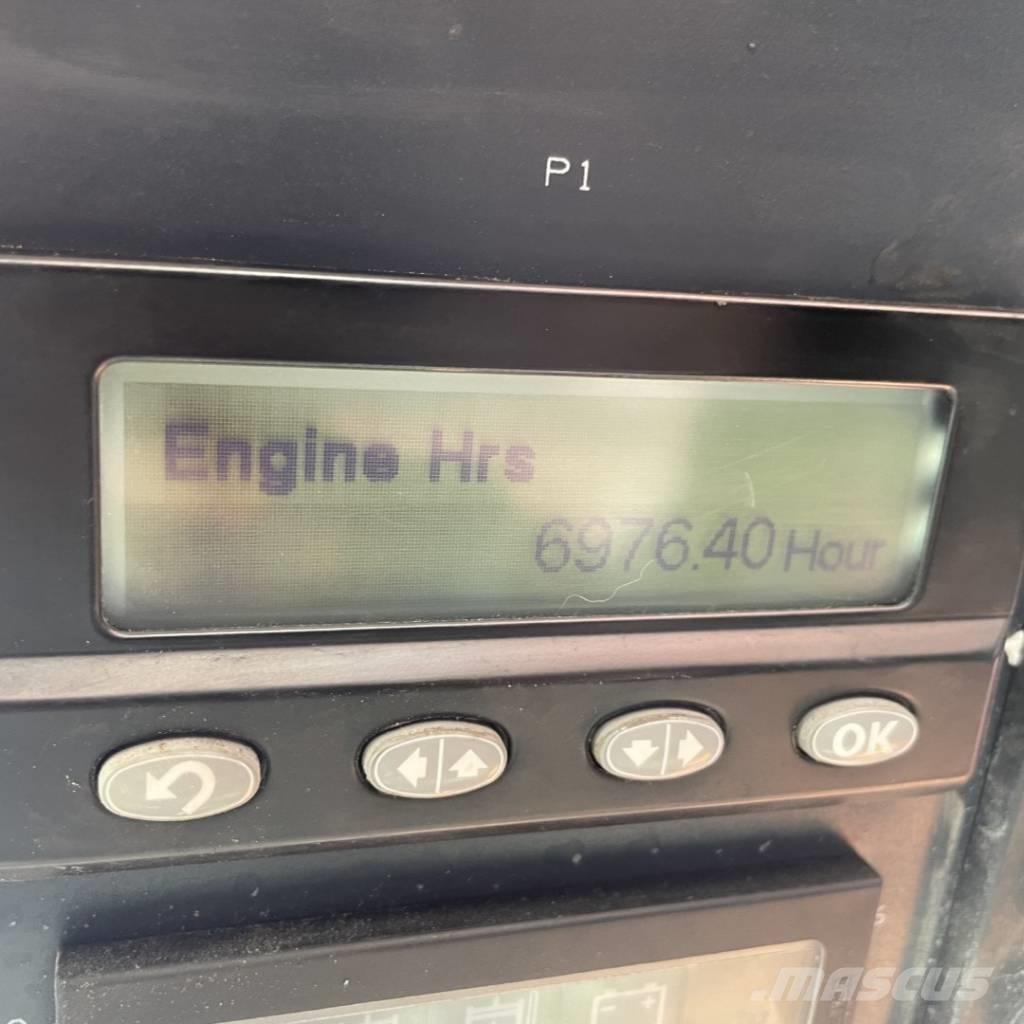 P1
Engine Hrs
6976.40 Hour
OK
MASCUS